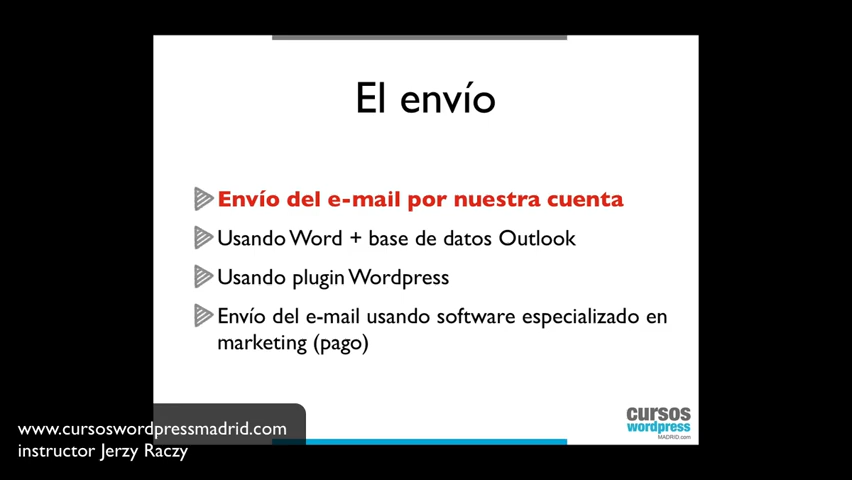 El envío
Envío del e-mail por nuestra cuenta
Usando Word + base de datos Outlook
Usando plugin Wordpress
Envío del e-mail usando software especializado en
marketing (pago)
cursos
wordpress
MADRID.com
www.cursoswordpressmadrid.com
instructor Jerzy Raczy